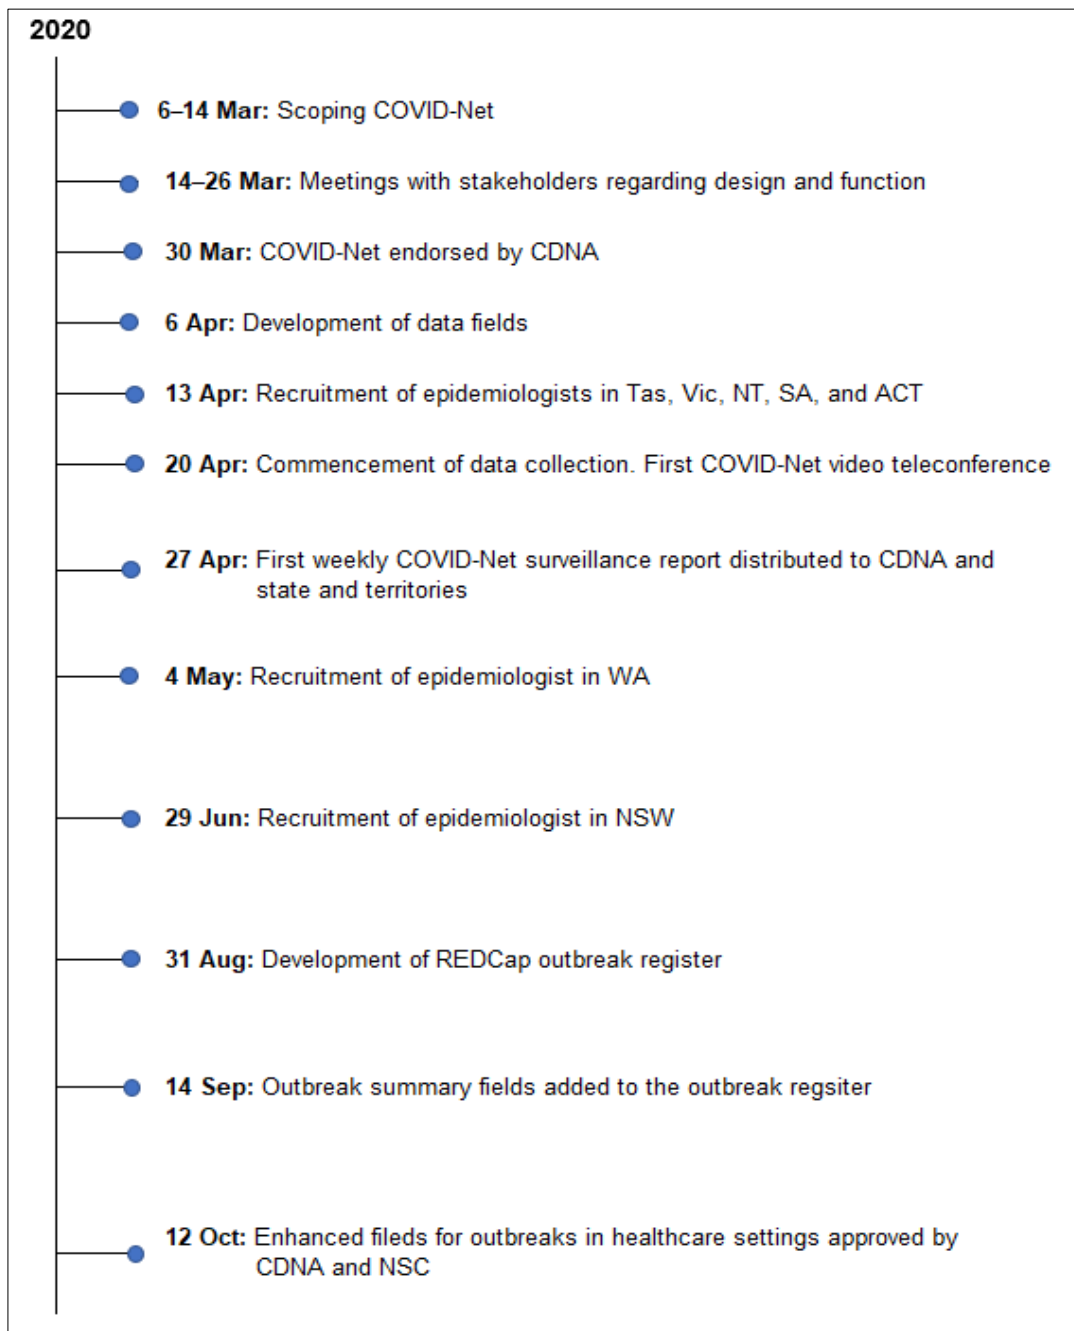 2020
6–14 Mar: Scoping COVID-Net
14–26 Mar: Meetings with stakeholders regarding design and function
30 Mar: COVID-Net endorsed by CDNA
6 Apr: Development of data fields
13 Apr: Recruitment of epidemiologists in Tas, Vic, NT, SA, and ACT
20 Apr: Commencement of data collection. First COVID-Net video teleconference
27 Apr: First weekly COVID-Net surveillance report distributed to CDNA and
state and territories
4 May: Recruitment of epidemiologist in WA
29 Jun: Recruitment of epidemiologist in NSW
31 Aug: Development of REDCap outbreak register
14 Sep: Outbreak summary fields added to the outbreak regsiter
12 Oct: Enhanced fileds for outbreaks in healthcare settings approved by
CDNA and NSC